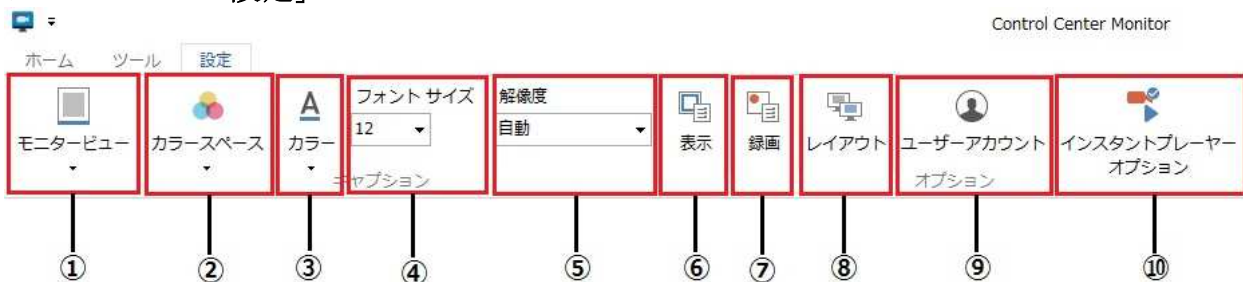 設定」
Control Center Monitor
ホーム ツール 設定
モニタービュー
カラースペース
カラー
フォント サイズ
12
キャプション
解像度
自動
表示
録画
レイアウト
ユーザーアカウント
インスタントプレーヤー
オプション
オプション
① ② ③ ④ ⑤ ⑥ ⑦ ⑧ ⑨ ⑩